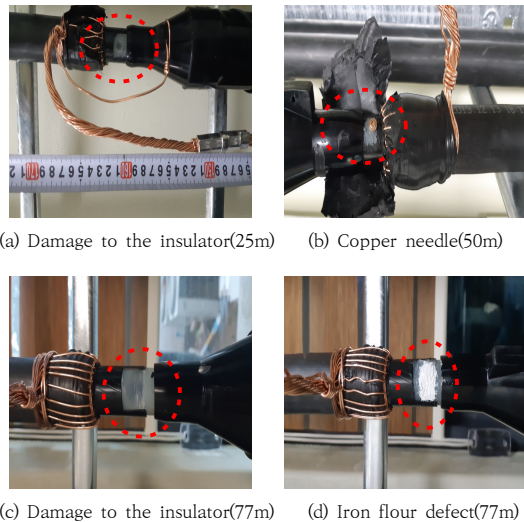 (a) Damage to the insulator(25m)
(b) Copper needle(50m)
(c) Damage to the insulator(77m)
(d) Iron flour defect(77m)